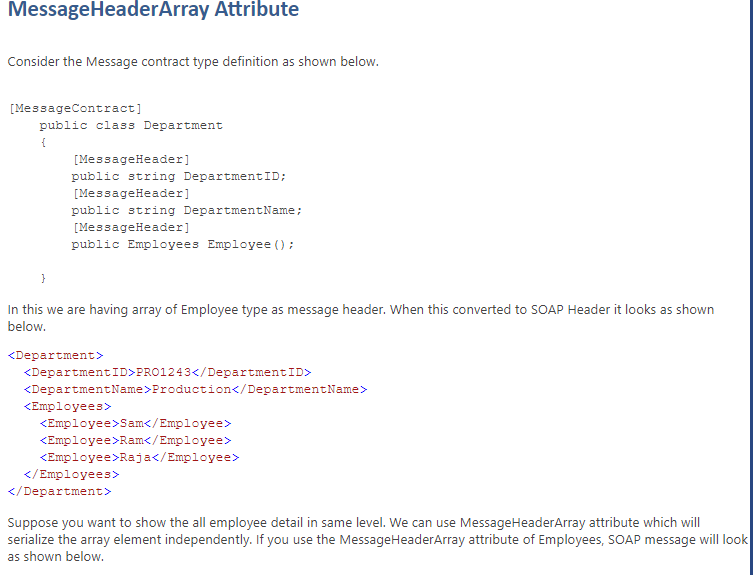 MessageHeaderArray Attribute
Consider the Message contract type definition as shown below.
[MessageContract]
public class Department
{
[MessageHeader]
public string DepartmentID;
[MessageHeader]
public string DepartmentName;
[MessageHeader]
public Employees Employee();
}
In this we are having array of Employee type as message header. When this converted to SOAP Header it looks as shown
below.
<Department>
<DepartmentID>PRO1243</DepartmentID>
<DepartmentName>Production</DepartmentName>
<Employees>
<Employee>Sam</Employee>
<Employee>Ram</Employee>
<Employee>Raja</Employee>
</Employees>
</Department>
Suppose you want to show the all employee detail in same level. We can use MessageHeaderArray attribute which will
serialize the array element independently. If you use the MessageHeaderArray attribute of Employees, SOAP message will look
as shown below.